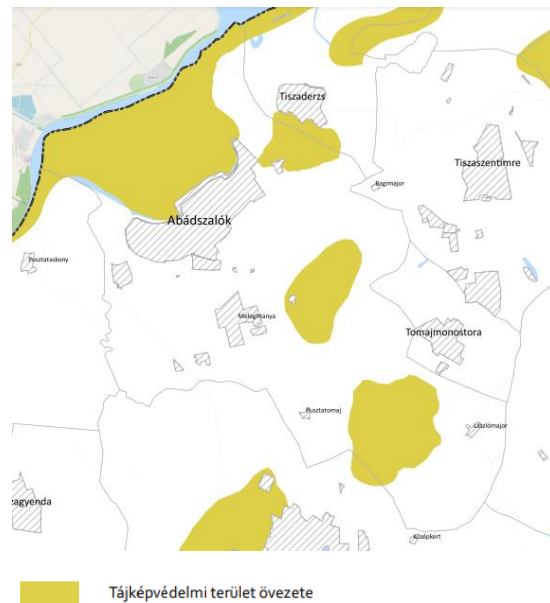 Tiszaderzs
Tiszaszentimre
Bagimajor
Abádszalók
Pusztataskony
Meleghtanya
Tomajmonostora
Pusztatomaj
Lászlómajor
zagyenda
Középkert
Tájképvédelmi terület övezete